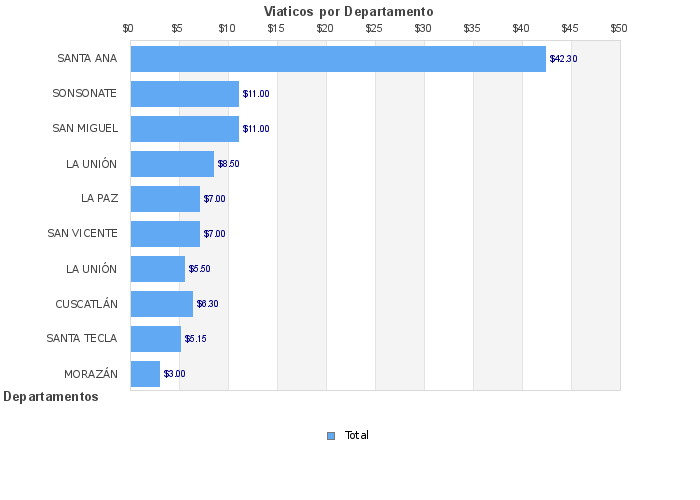 Viaticos por Departamento
$0 $5 $10 $15 $20 $25 $30 $35 $40 $45 $50
SANTA ANA $42.30
SONSONATE $11.00
SAN MIGUEL $11.00
LA UNIÓN $8.50
LA PAZ $7.00
SAN VICENTE $7.00
LA UNIÓN $5.50
CUSCATLÁN $6.30
SANTA TECLA $5.15
MORAZÁN $3.00
Departamentos
Total